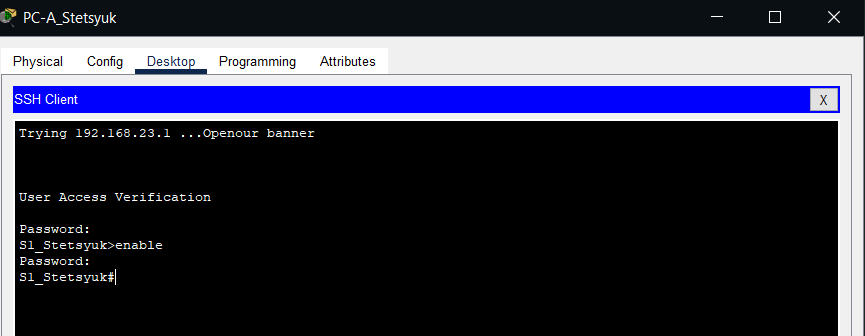 PC-A_Stetsyuk
Physical Config Desktop Programming Attributes
SSH Client X
Trying 192.168.23.1 ...Openour banner
User Access Verification
Password:
S1_Stetsyuk>enable
Password:
S1_Stetsyuk#